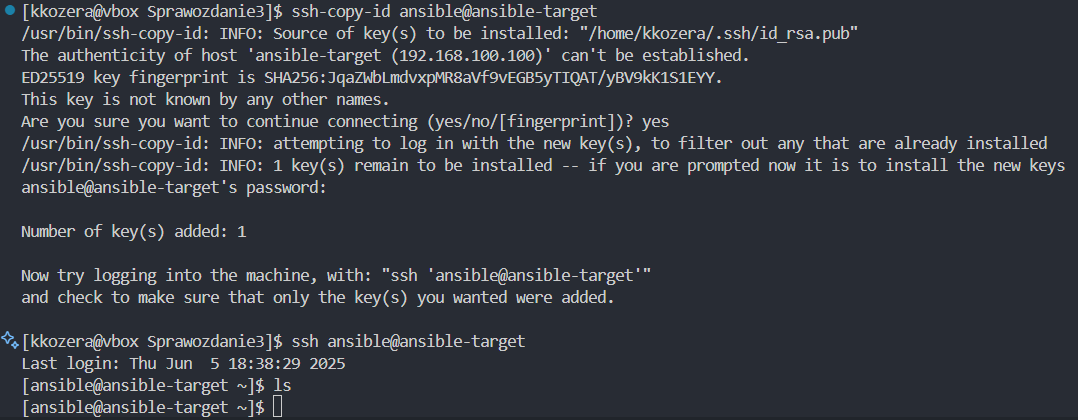 [kkozera@vbox Sprawozdanie3]$ ssh-copy-id ansible@ansible-target
/usr/bin/ssh-copy-id: INFO: Source of key(s) to be installed: "/home/kkozera/.ssh/id_rsa.pub"
The authenticity of host 'ansible-target (192.168.100.100)' can't be established.
ED25519 key fingerprint is SHA256:JqaZWbLmdvxpMR8aVf9vEGB5yTIQAT/yBV9kK1S1EYY.
This key is not known by any other names.
Are you sure you want to continue connecting (yes/no/[fingerprint])? yes
/usr/bin/ssh-copy-id: INFO: attempting to log in with the new key(s), to filter out any that are already installed
/usr/bin/ssh-copy-id: INFO: 1 key(s) remain to be installed -- if you are prompted now it is to install the new keys
ansible@ansible-target's password:
Number of key(s) added: 1
Now try logging into the machine, with: "ssh 'ansible@ansible-target'"
and check to make sure that only the key(s) you wanted were added.
[kkozera@vbox Sprawozdanie3]$ ssh ansible@ansible-target
Last login: Thu Jun  5 18:38:29 2025
[ansible@ansible-target ~]$ ls
[ansible@ansible-target ~]$